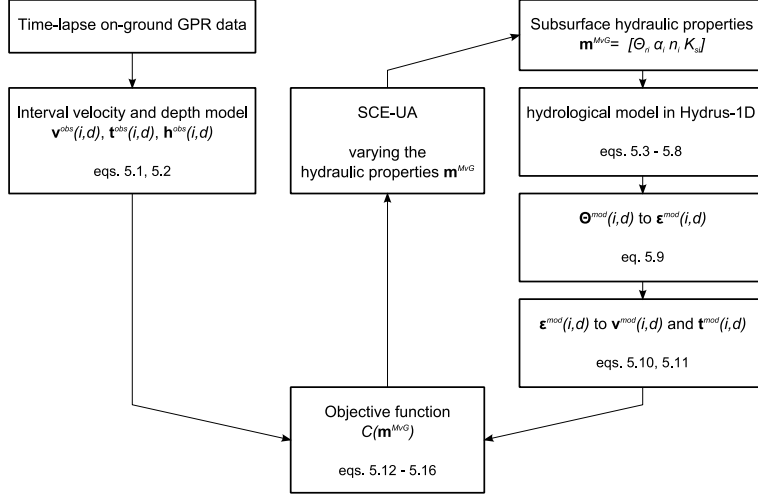 Time-lapse on-ground GPR data
Interval velocity and depth model
v^obs(i,d), t^obs(i,d), h^obs(i,d)
eqs. 5.1, 5.2
SCE-UA
varying the
hydraulic properties m^MvG
Subsurface hydraulic properties
m^MvG = [Θri αi ni Ksi]
hydrological model in Hydrus-1D
eqs. 5.3 - 5.8
Θ^mod(i,d) to ε^mod(i,d)
eq. 5.9
ε^mod(i,d) to v^mod(i,d) and t^mod(i,d)
eqs. 5.10, 5.11
Objective function
C(m^MvG)
eqs. 5.12 - 5.16